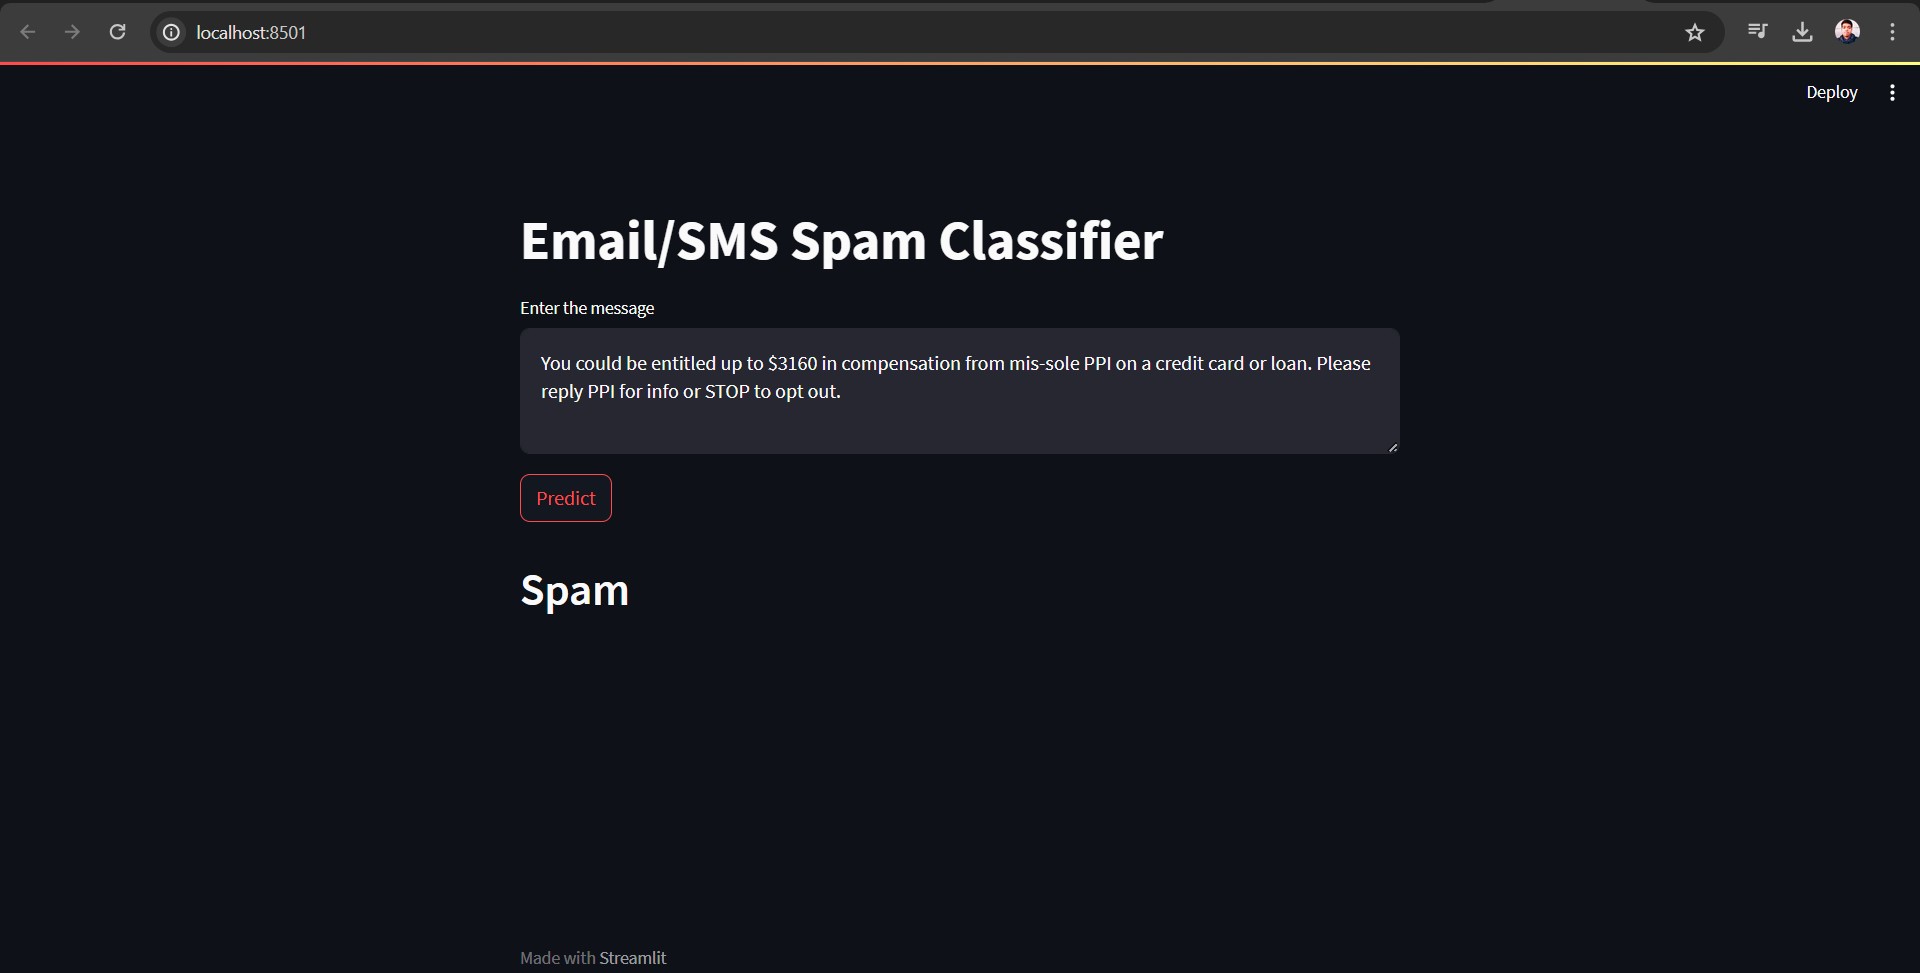 localhost:8501
Deploy
Email/SMS Spam Classifier
Enter the message
You could be entitled up to $3160 in compensation from mis-sole PPI on a credit card or loan. Please
reply PPI for info or STOP to opt out.
Predict
Spam
Made with Streamlit